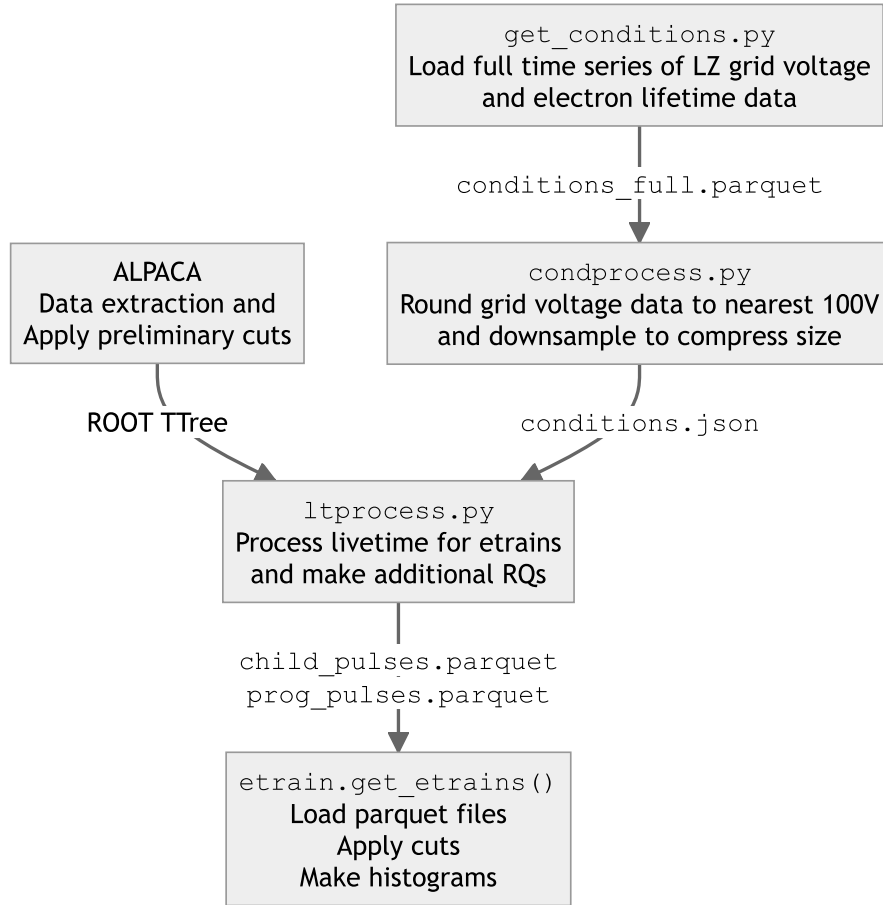 get_conditions.py
Load full time series of LZ grid voltage
and electron lifetime data
conditions_full.parquet
ALPACA
Data extraction and
Apply preliminary cuts
condprocess.py
Round grid voltage data to nearest 100V
and downsample to compress size
ROOT TTree
conditions.json
ltprocess.py
Process livetime for etrains
and make additional RQs
child_pulses.parquet
prog_pulses.parquet
etrain.get_etrains()
Load parquet files
Apply cuts
Make histograms